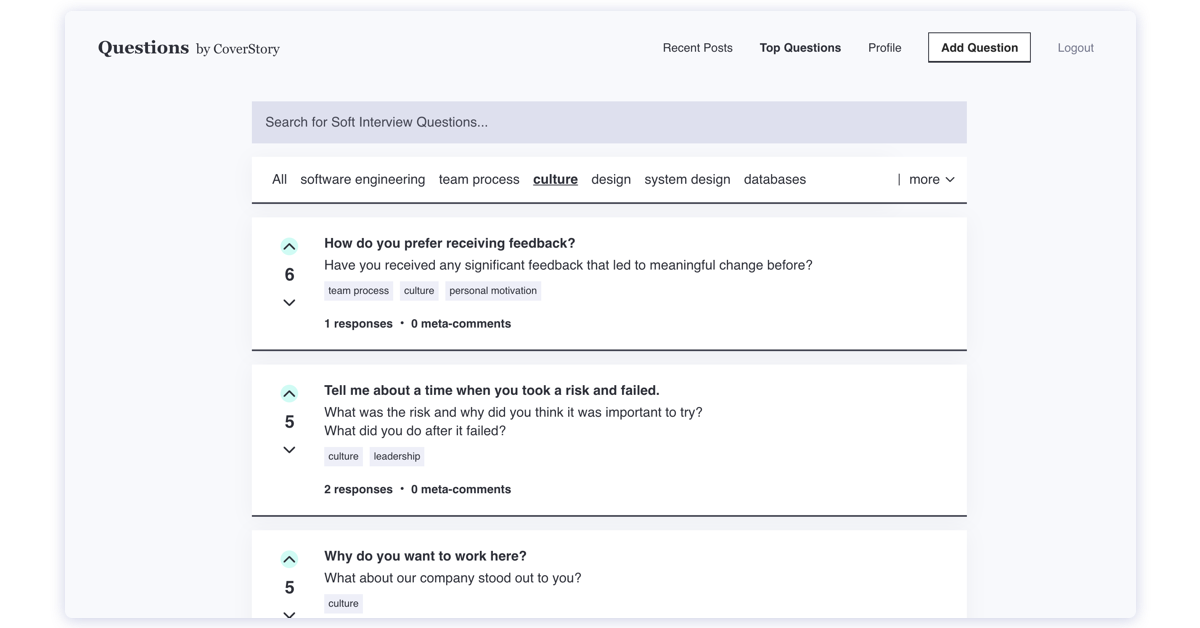 Questions by CoverStory
Recent Posts Top Questions Profile Add Question Logout
Search for Soft Interview Questions...
All software engineering team process culture design system design databases | more
How do you prefer receiving feedback?
6
Have you received any significant feedback that led to meaningful change before?
team process culture personal motivation
1 responses • 0 meta-comments
Tell me about a time when you took a risk and failed.
5
What was the risk and why did you think it was important to try?
What did you do after it failed?
culture leadership
2 responses • 0 meta-comments
Why do you want to work here?
5
What about our company stood out to you?
culture